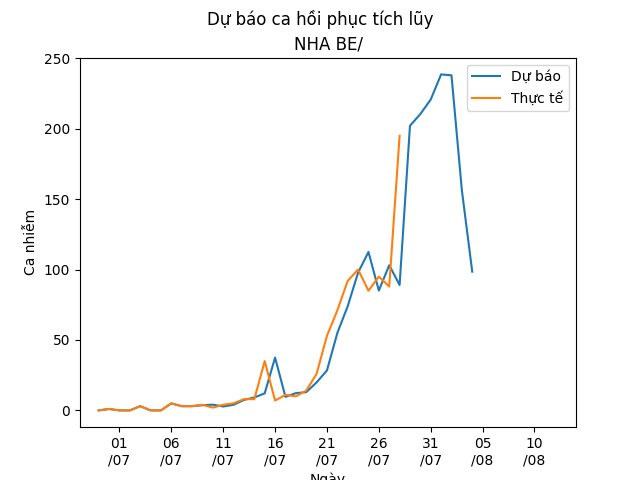 Dự báo ca hồi phục tích lũy
NHA BE/
Dự báo
Thực tế
Ca nhiễm
250
200
150
100
50
0
01 06 11 16 21 26 31 05 10
/07 /07 /07 /07 /07 /07 /07 /08 /08
Ngày